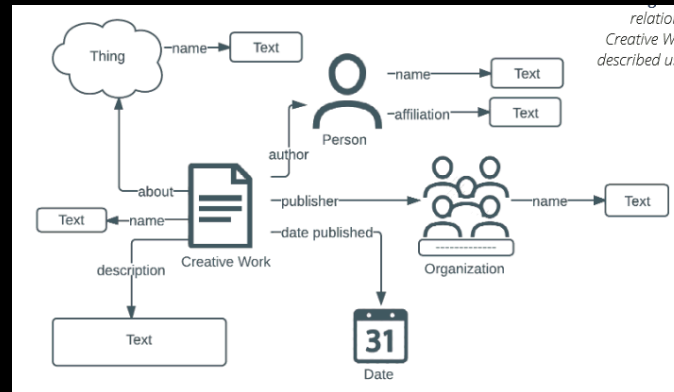 relation
Creative W
described u
Thing
name
Text
name
Text
affiliation
Text
Person
author
about
publisher
name
Text
Text
name
date published
Creative Work
Organization
description
Text
31
Date